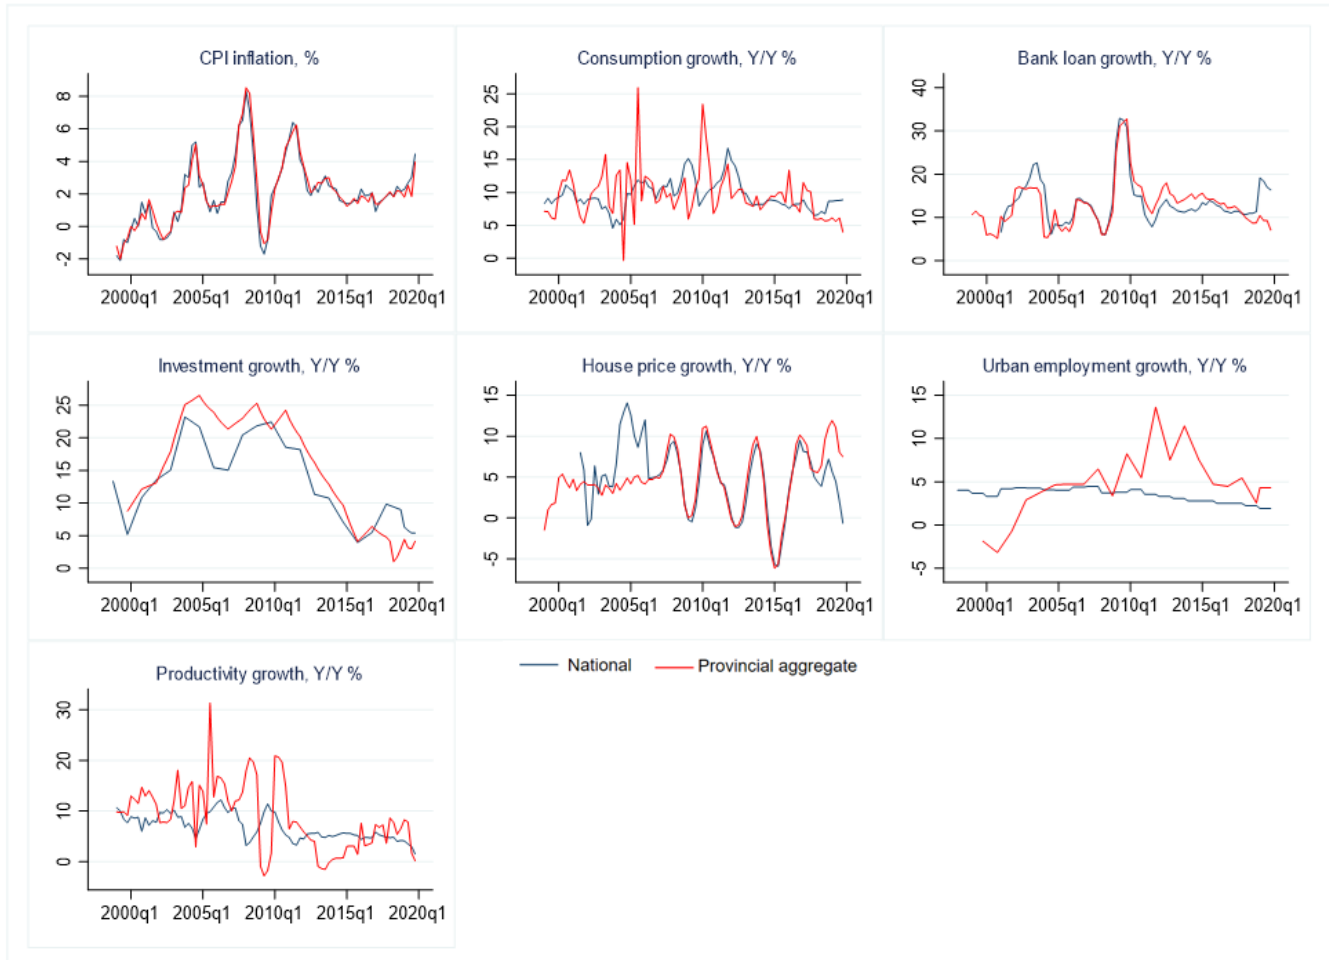 CPI inflation, %
8
6
4
2
0
-2
2000q1 2005q1 2010q1 2015q1 2020q1
Consumption growth, Y/Y %
25
20
15
10
5
0
2000q1 2005q1 2010q1 2015q1 2020q1
Bank loan growth, Y/Y %
40
30
20
10
0
2000q1 2005q1 2010q1 2015q1 2020q1
Investment growth, Y/Y %
25
20
15
10
5
0
2000q1 2005q1 2010q1 2015q1 2020q1
House price growth, Y/Y %
15
10
5
0
-5
2000q1 2005q1 2010q1 2015q1 2020q1
Urban employment growth, Y/Y %
15
10
5
0
-5
2000q1 2005q1 2010q1 2015q1 2020q1
Productivity growth, Y/Y %
30
20
10
0
2000q1 2005q1 2010q1 2015q1 2020q1
National Provincial aggregate